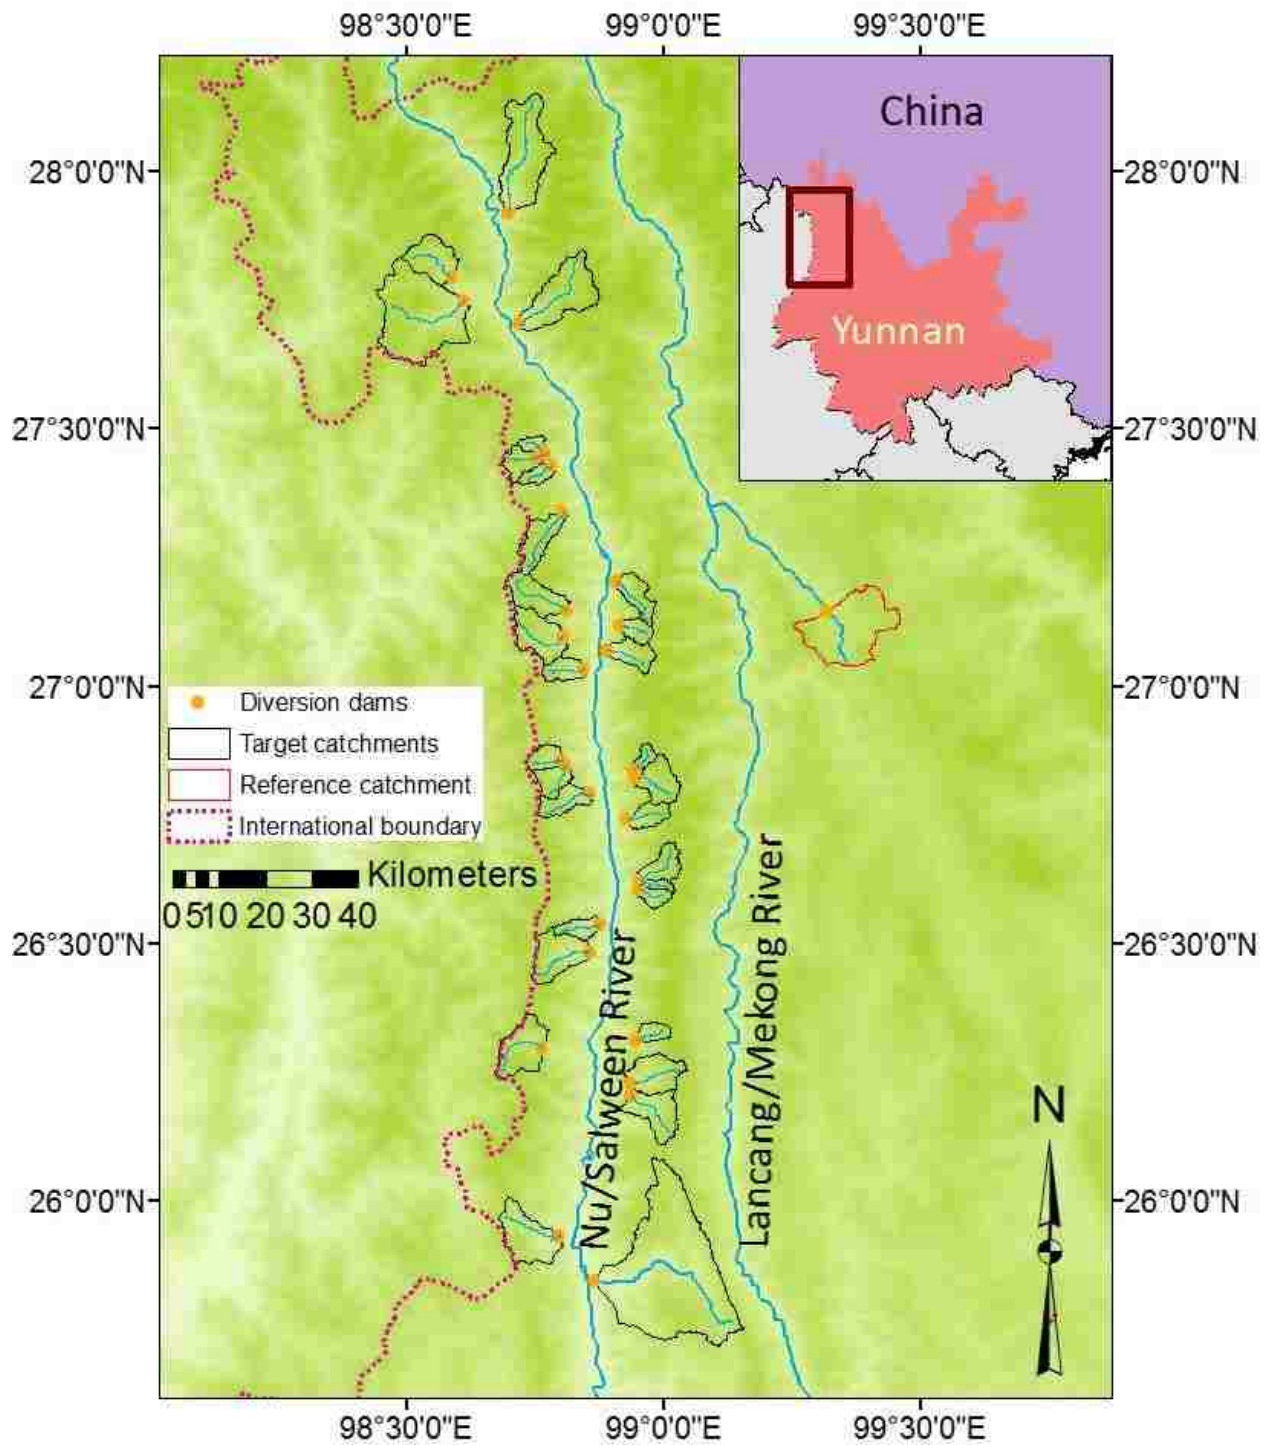 98°30'0"E 99°0'0"E 99°30'0"E
China
28°0'0"N 28°0'0"N
Yunnan
27°30'0"N 27°30'0"N
27°0'0"N 27°0'0"N
Diversion dams
Target catchments
Reference catchment
International boundary
Kilometers
0 5 10 20 30 40
26°30'0"N 26°30'0"N
Nu/Salween River
Lancang/Mekong River
N
26°0'0"N 26°0'0"N
98°30'0"E 99°0'0"E 99°30'0"E